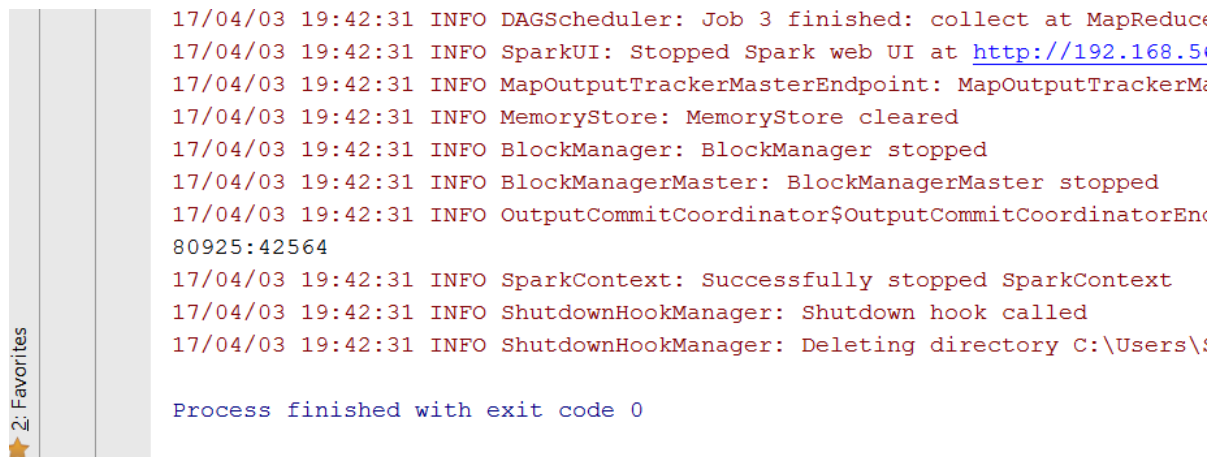 17/04/03 19:42:31 INFO DAGScheduler: Job 3 finished: collect at MapReduce
17/04/03 19:42:31 INFO SparkUI: Stopped Spark web UI at http://192.168.56
17/04/03 19:42:31 INFO MapOutputTrackerMasterEndpoint: MapOutputTrackerMa
17/04/03 19:42:31 INFO MemoryStore: MemoryStore cleared
17/04/03 19:42:31 INFO BlockManager: BlockManager stopped
17/04/03 19:42:31 INFO BlockManagerMaster: BlockManagerMaster stopped
17/04/03 19:42:31 INFO OutputCommitCoordinator$OutputCommitCoordinatorEnd
80925:42564
17/04/03 19:42:31 INFO SparkContext: Successfully stopped SparkContext
17/04/03 19:42:31 INFO ShutdownHookManager: Shutdown hook called
17/04/03 19:42:31 INFO ShutdownHookManager: Deleting directory C:\Users\S
Process finished with exit code 0
2: Favorites